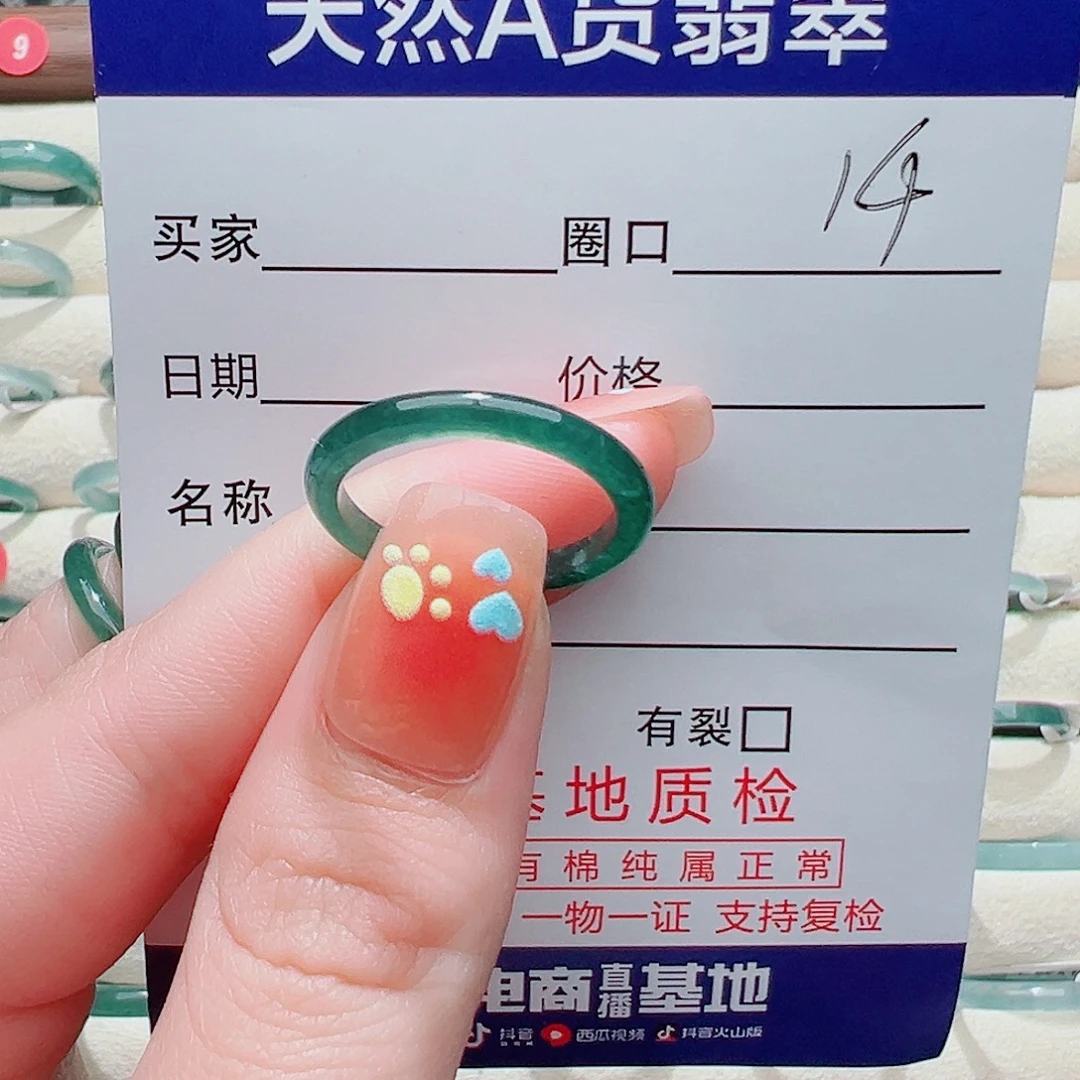 天然A货翡翠
9
14
买家 圈口
日期 价格
名称
有裂
基地质检
有棉纯属正常
一物一证 支持复检
电商直播基地
抖音 西瓜视频 抖音火山版